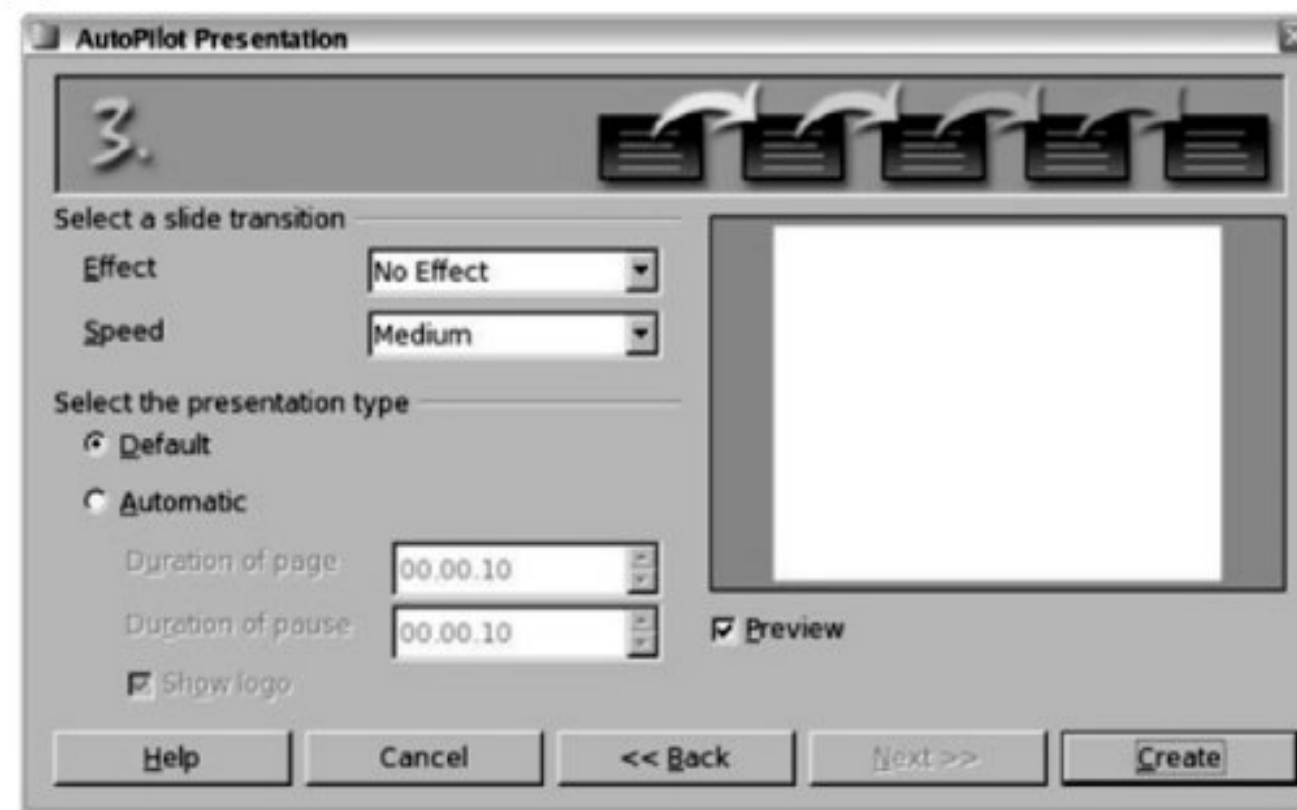 AutoPilot Presentation
3.
Select a slide transition
Effect No Effect
Speed Medium
Select the presentation type
Default
Automatic
Duration of page 00.00.10
Duration of pause 00.00.10
Show logo
Preview
Help Cancel << Back Next >> Create